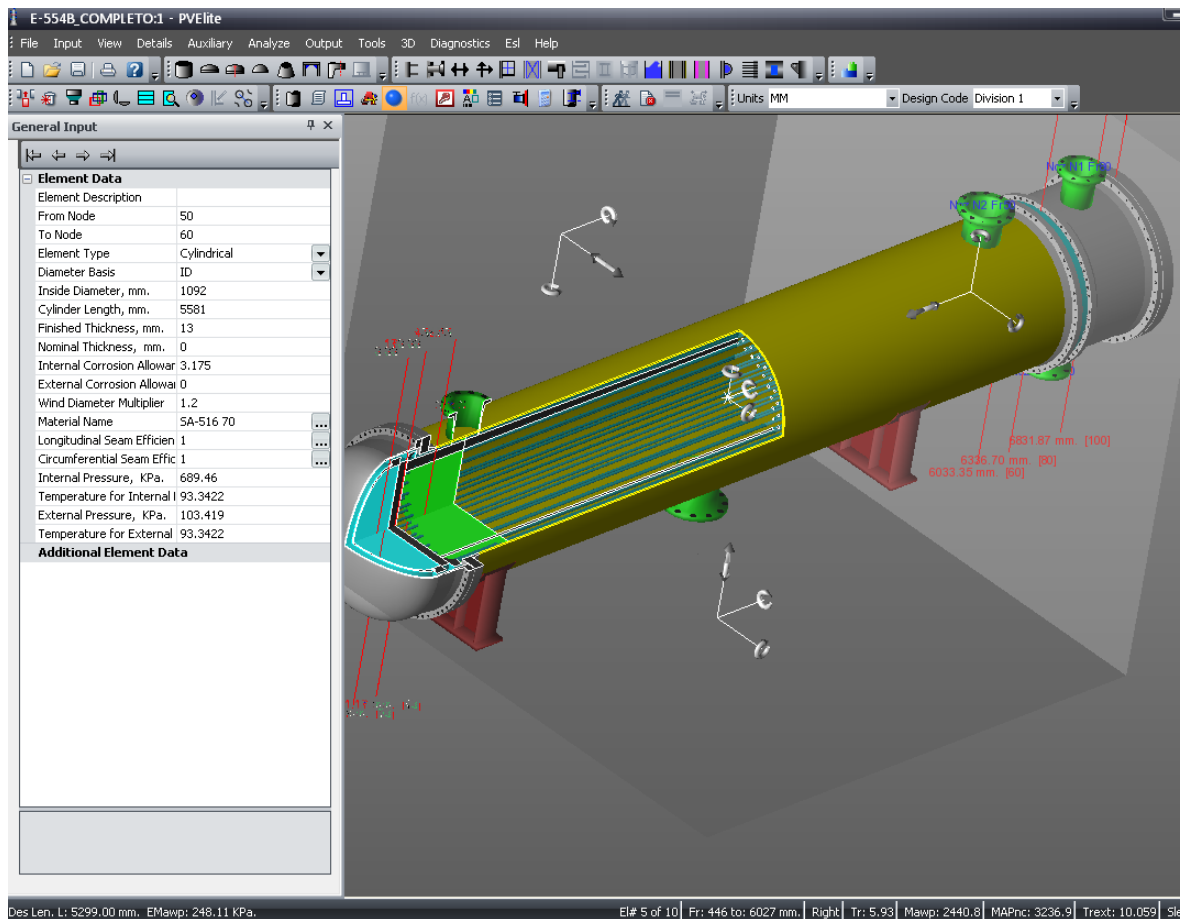 E-554B_COMPLETO:1 - PVElite
File Input View Details Auxiliary Analyze Output Tools 3D Diagnostics Esl Help
Units MM Design Code Division 1
General Input
Element Data
Element Description
From Node 50
To Node 60
Element Type Cylindrical
Diameter Basis ID
Inside Diameter, mm. 1092
Cylinder Length, mm. 5581
Finished Thickness, mm. 13
Nominal Thickness, mm. 0
Internal Corrosion Allowar 3.175
External Corrosion Allowai 0
Wind Diameter Multiplier 1.2
Material Name SA-516 70
Longitudinal Seam Efficien 1
Circumferential Seam Effic 1
Internal Pressure, KPa. 689.46
Temperature for Internal I 93.3422
External Pressure, KPa. 103.419
Temperature for External 93.3422
Additional Element Data
N1
N2
6831.87 mm. [100]
6336.70 mm. [80]
6033.35 mm. [60]
Des Len. L: 5299.00 mm. EMawp: 248.11 KPa. El# 5 of 10 Fr: 446 to: 6027 mm. Right Tr: 5.93 Mawp: 2440.8 MAPnc: 3236.9 Trext: 10.059 Sle